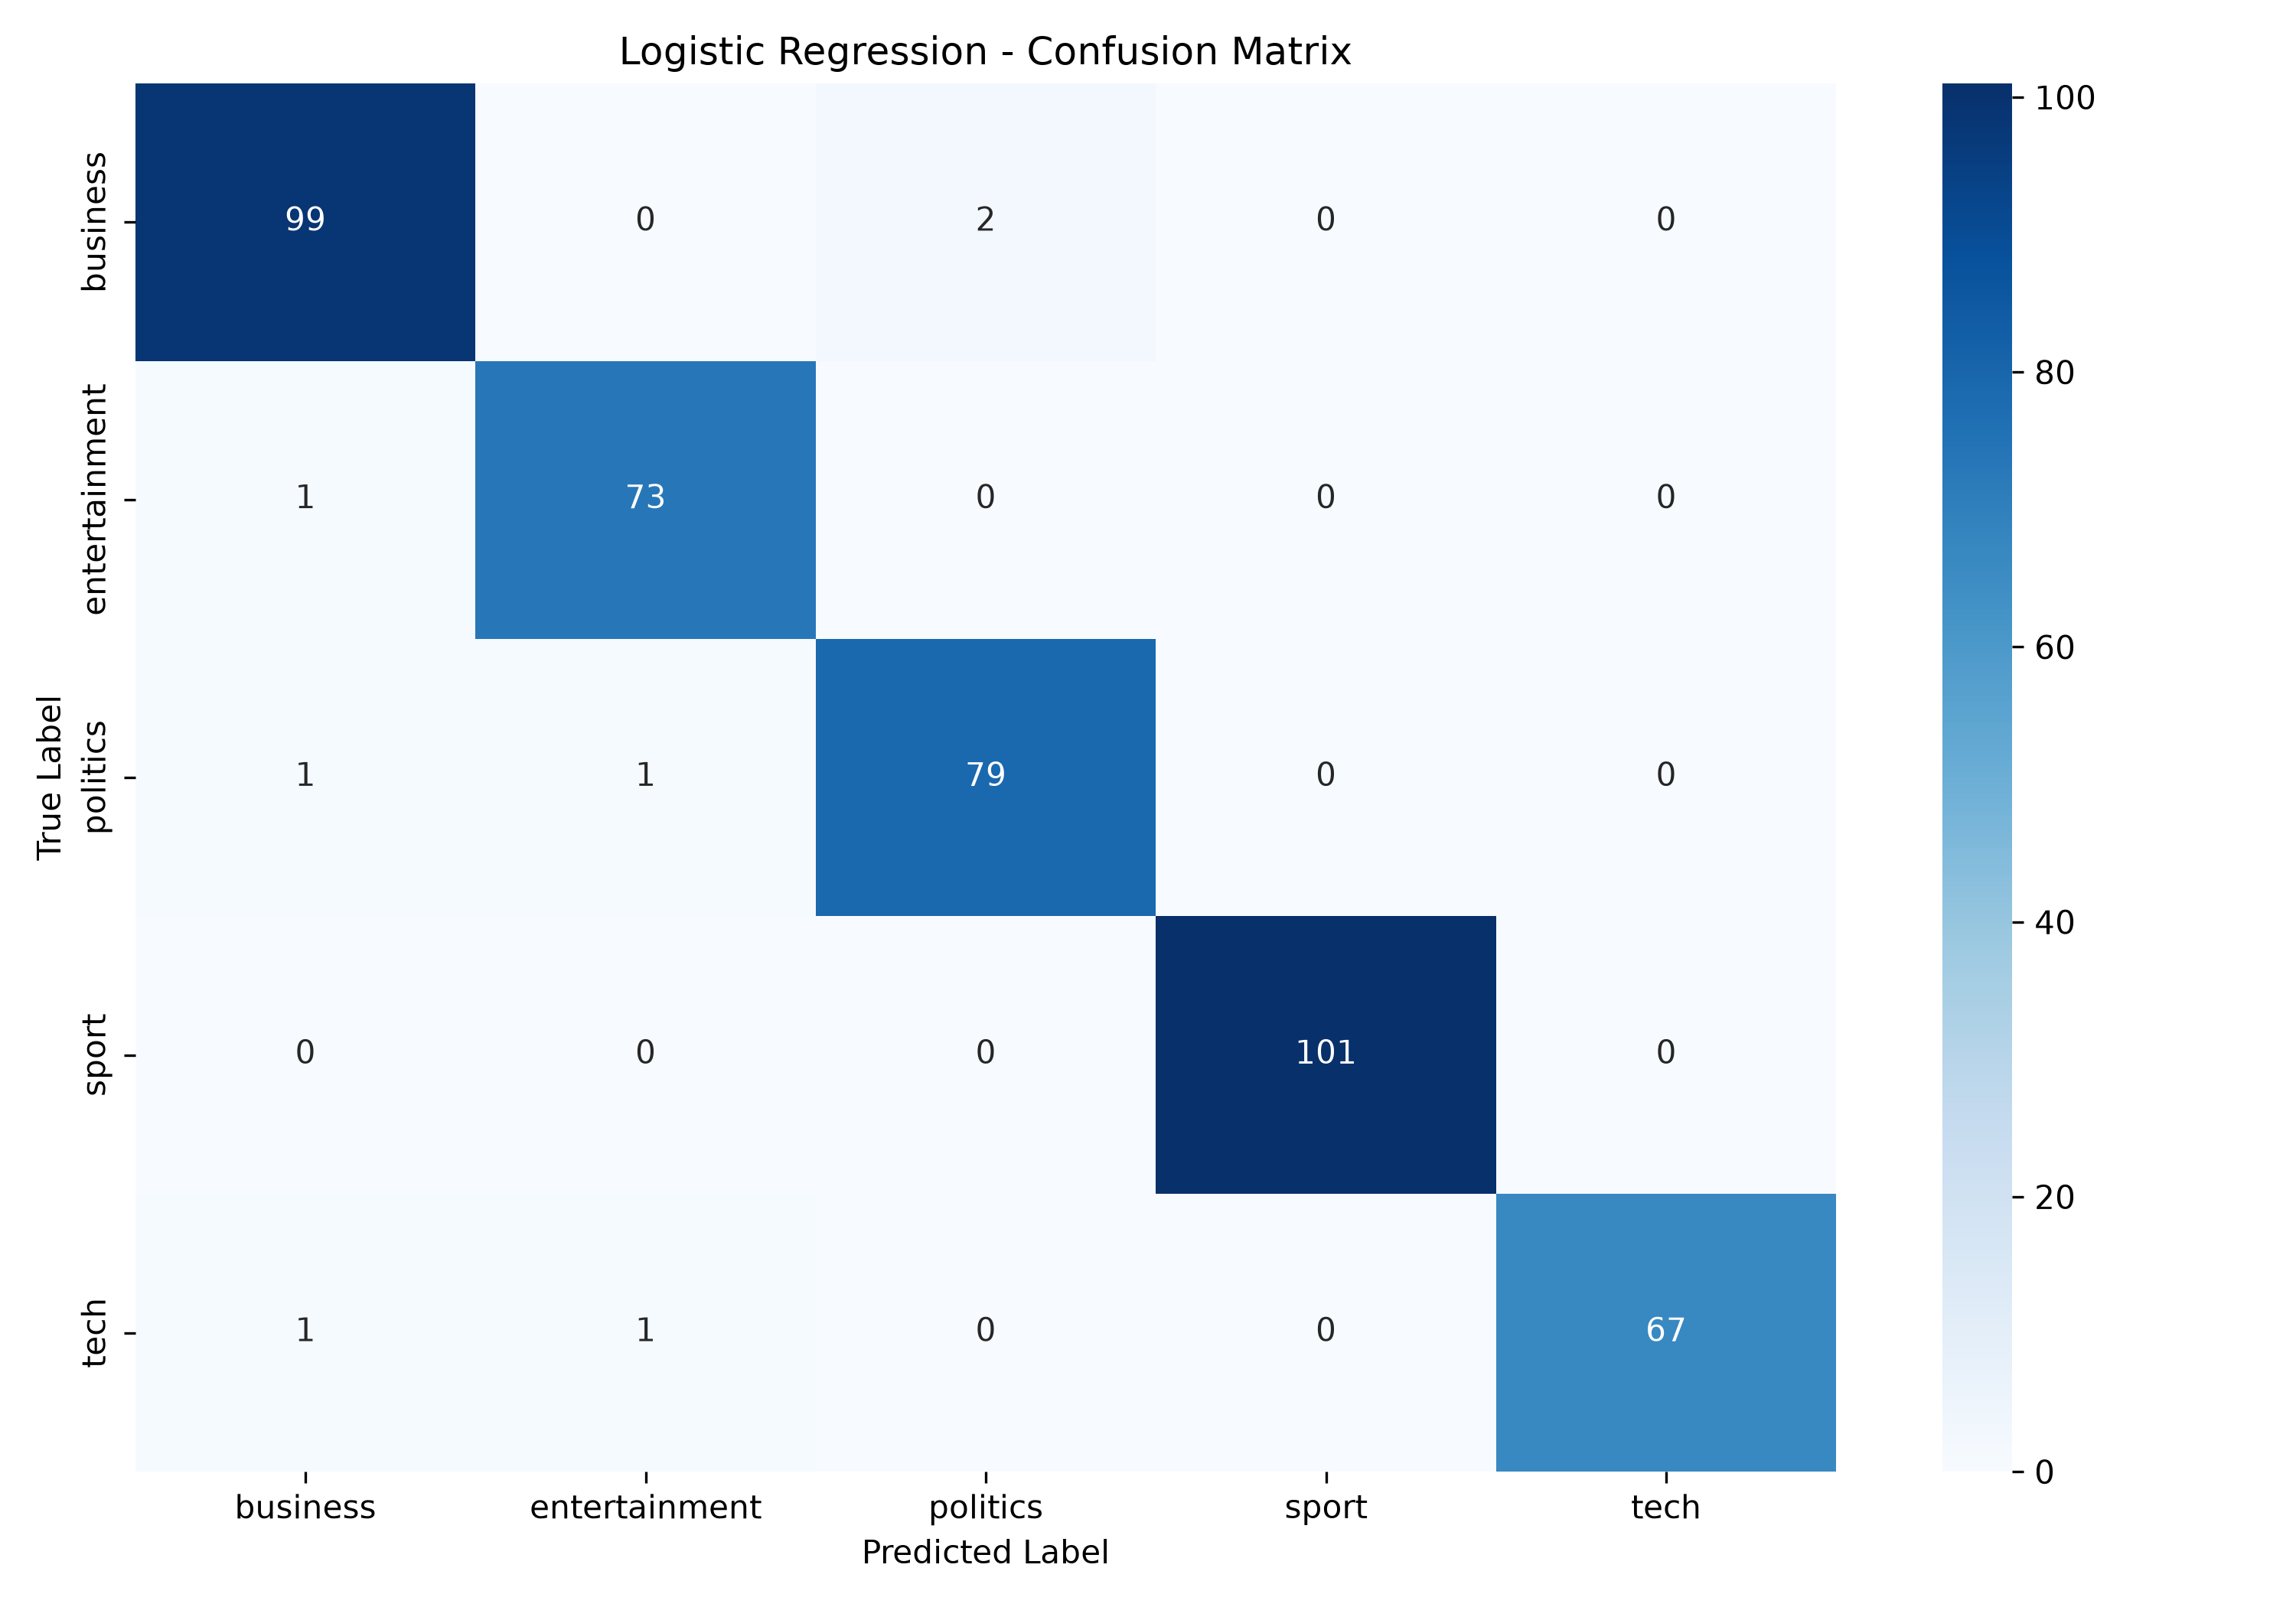 Logistic Regression - Confusion Matrix
True Label
business
99 0 2 0 0
entertainment
1 73 0 0 0
politics
1 1 79 0 0
sport
0 0 0 101 0
tech
1 1 0 0 67
business entertainment politics sport tech
Predicted Label
100
80
60
40
20
0